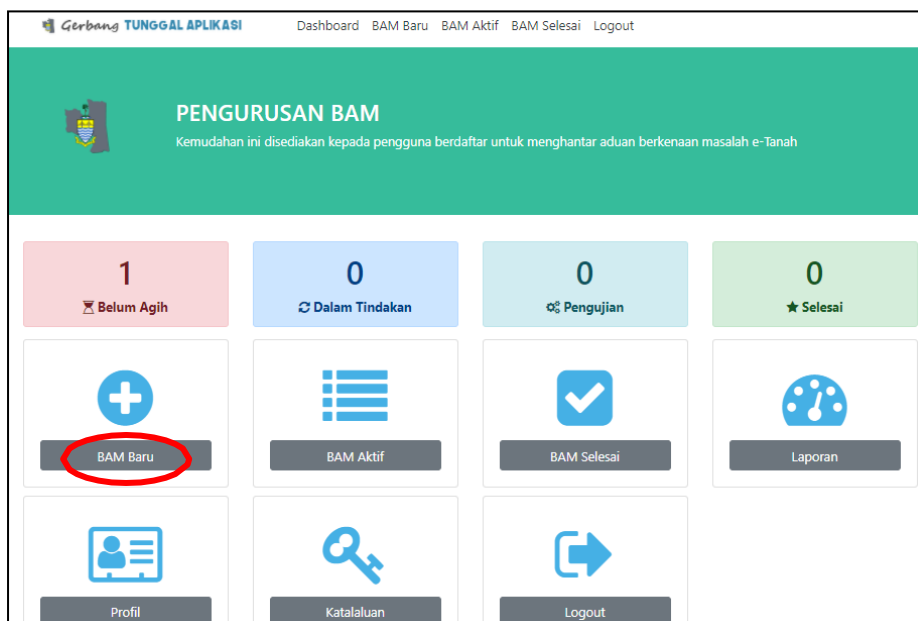 Gerbang TUNGGAL APLIKASI Dashboard BAM Baru BAM Aktif BAM Selesai Logout
PENGURUSAN BAM
Kemudahan ini disediakan kepada pengguna berdaftar untuk menghantar aduan berkenaan masalah e-Tanah
1 0 0 0
Belum Agih Dalam Tindakan Pengujian Selesai
BAM Baru BAM Aktif BAM Selesai Laporan
Profil Katalaluan Logout